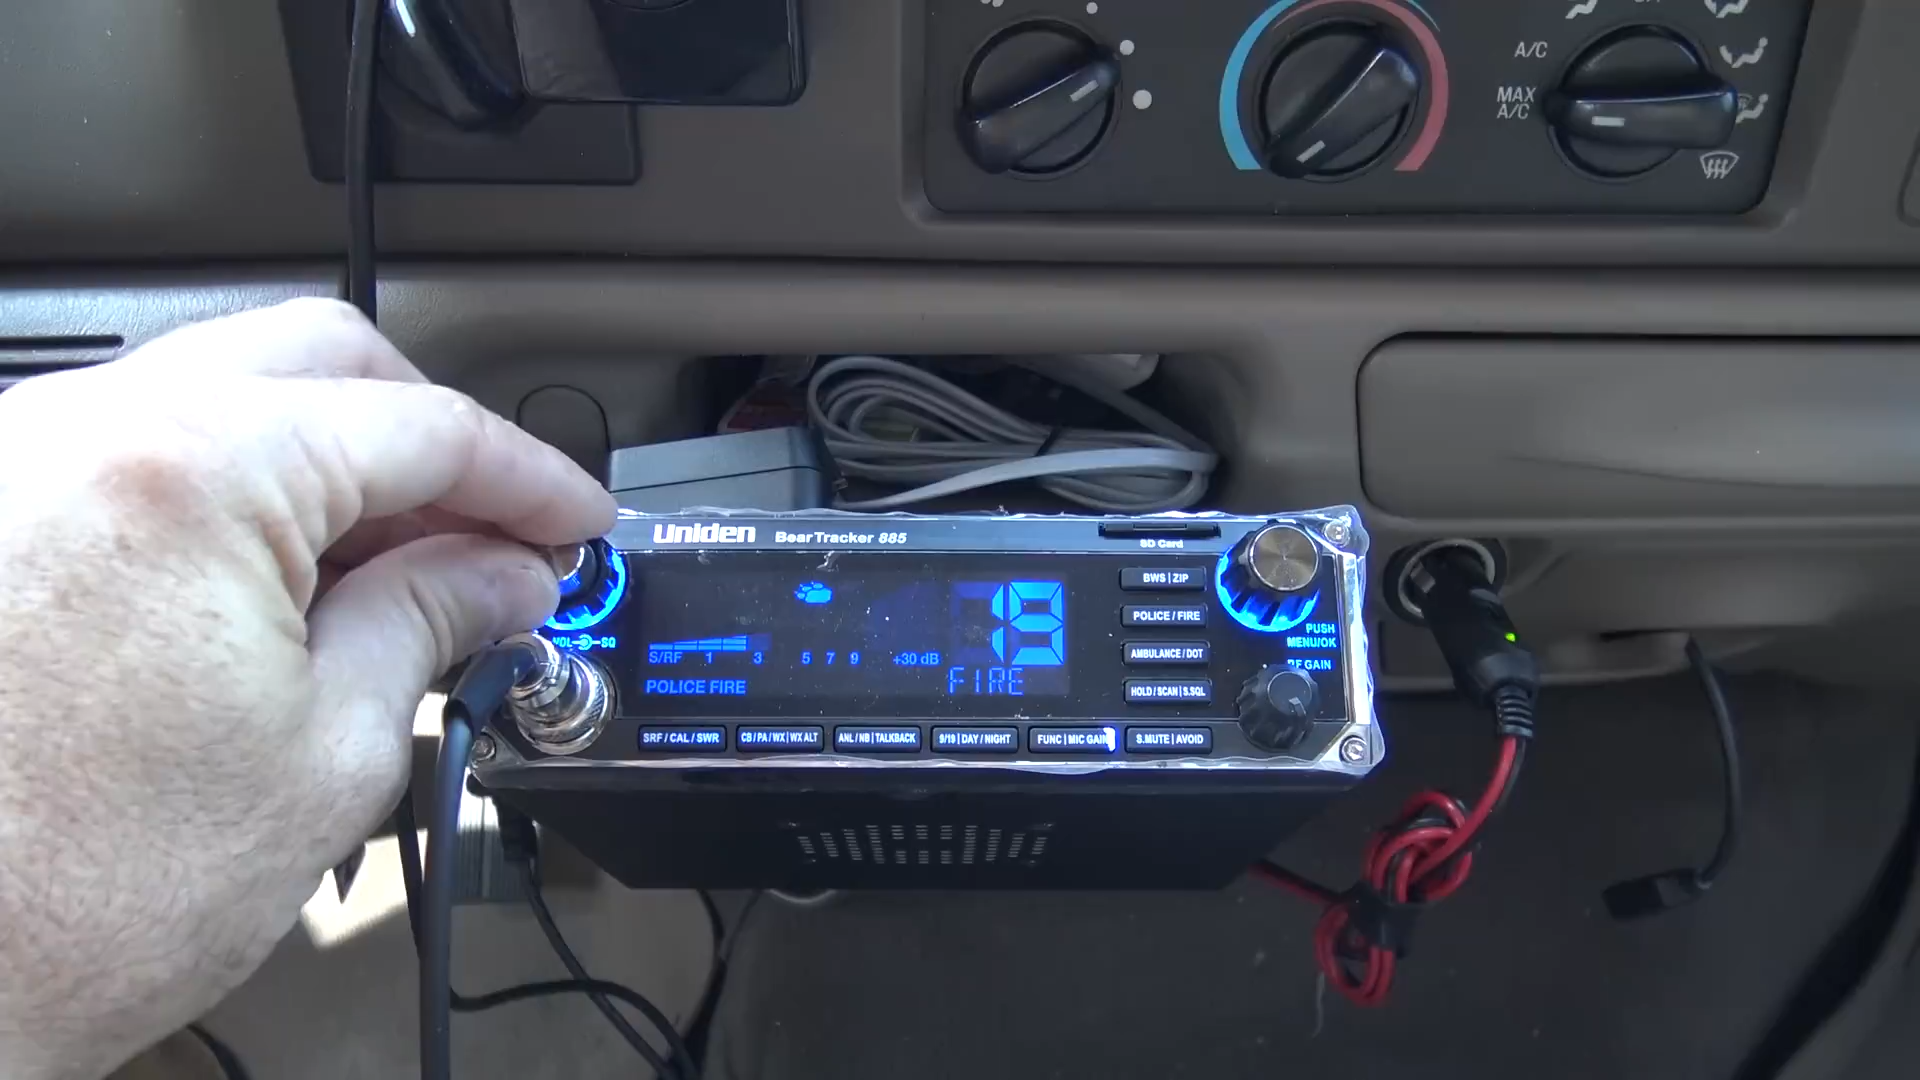 A/C
MAX
A/C
Uniden BearTracker 885
SD Card
BWS | ZIP
POLICE / FIRE
AMBULANCE / DOT
HOLD / SCAN | S.SQL
PUSH
MENU/OK
RF GAIN
VOL SQ
19
S/RF 1 3 5 7 9 +30 dB
FIRE
POLICE FIRE
SRF / CAL / SWR
CB / PA / WX | WX ALT
ANL / NB | TALKBACK
9/19 | DAY / NIGHT
FUNC | MIC GAIN
S.MUTE | AVOID